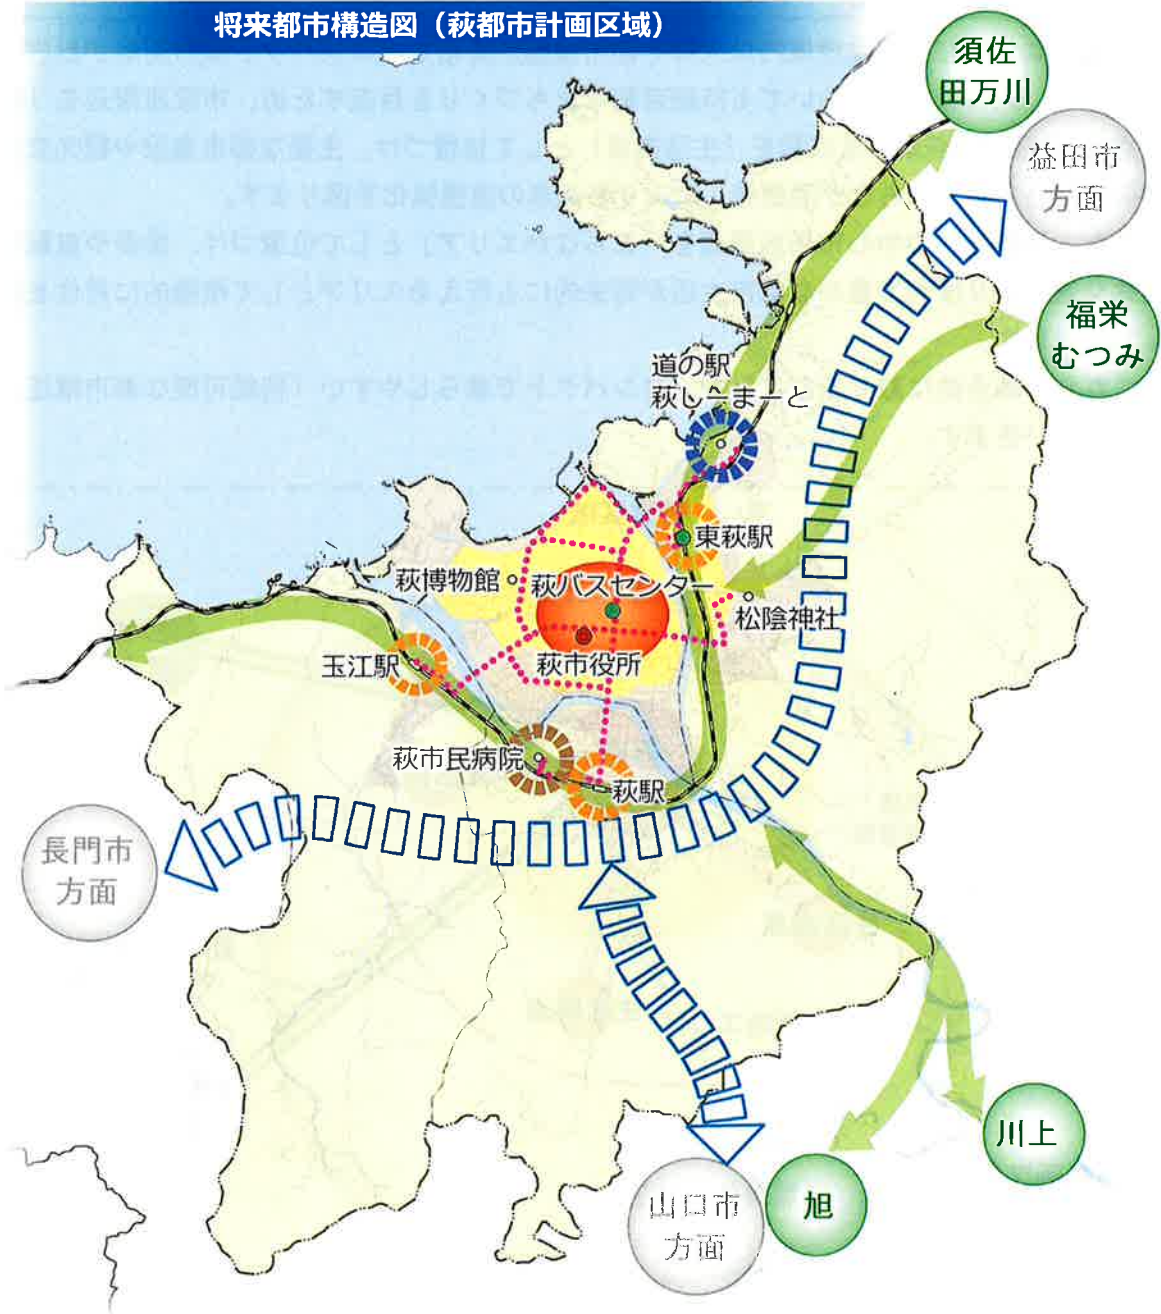 将来都市構造図（萩都市計画区域）
須佐
田万川
益田市
方面
福栄
むつみ
道の駅
萩しーまーと
東萩駅
萩博物館
萩バスセンター
松陰神社
萩市役所
玉江駅
萩市民病院
萩駅
長門市
方面
川上
山口市
方面
旭